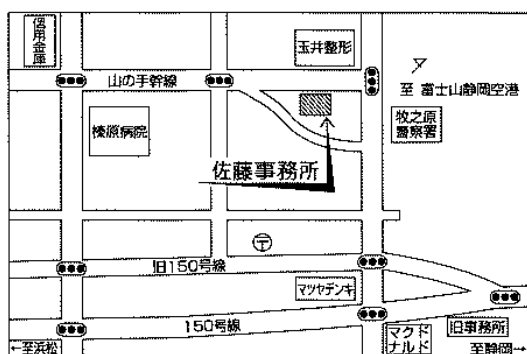 信用
金庫
玉井整形
山の手幹線
至 富士山静岡空港
榛原病院
牧之原
警察署
佐藤事務所
〒
旧150号線
マツヤデンキ
150号線
マクド
ナルド
旧事務所
←至浜松
至静岡→